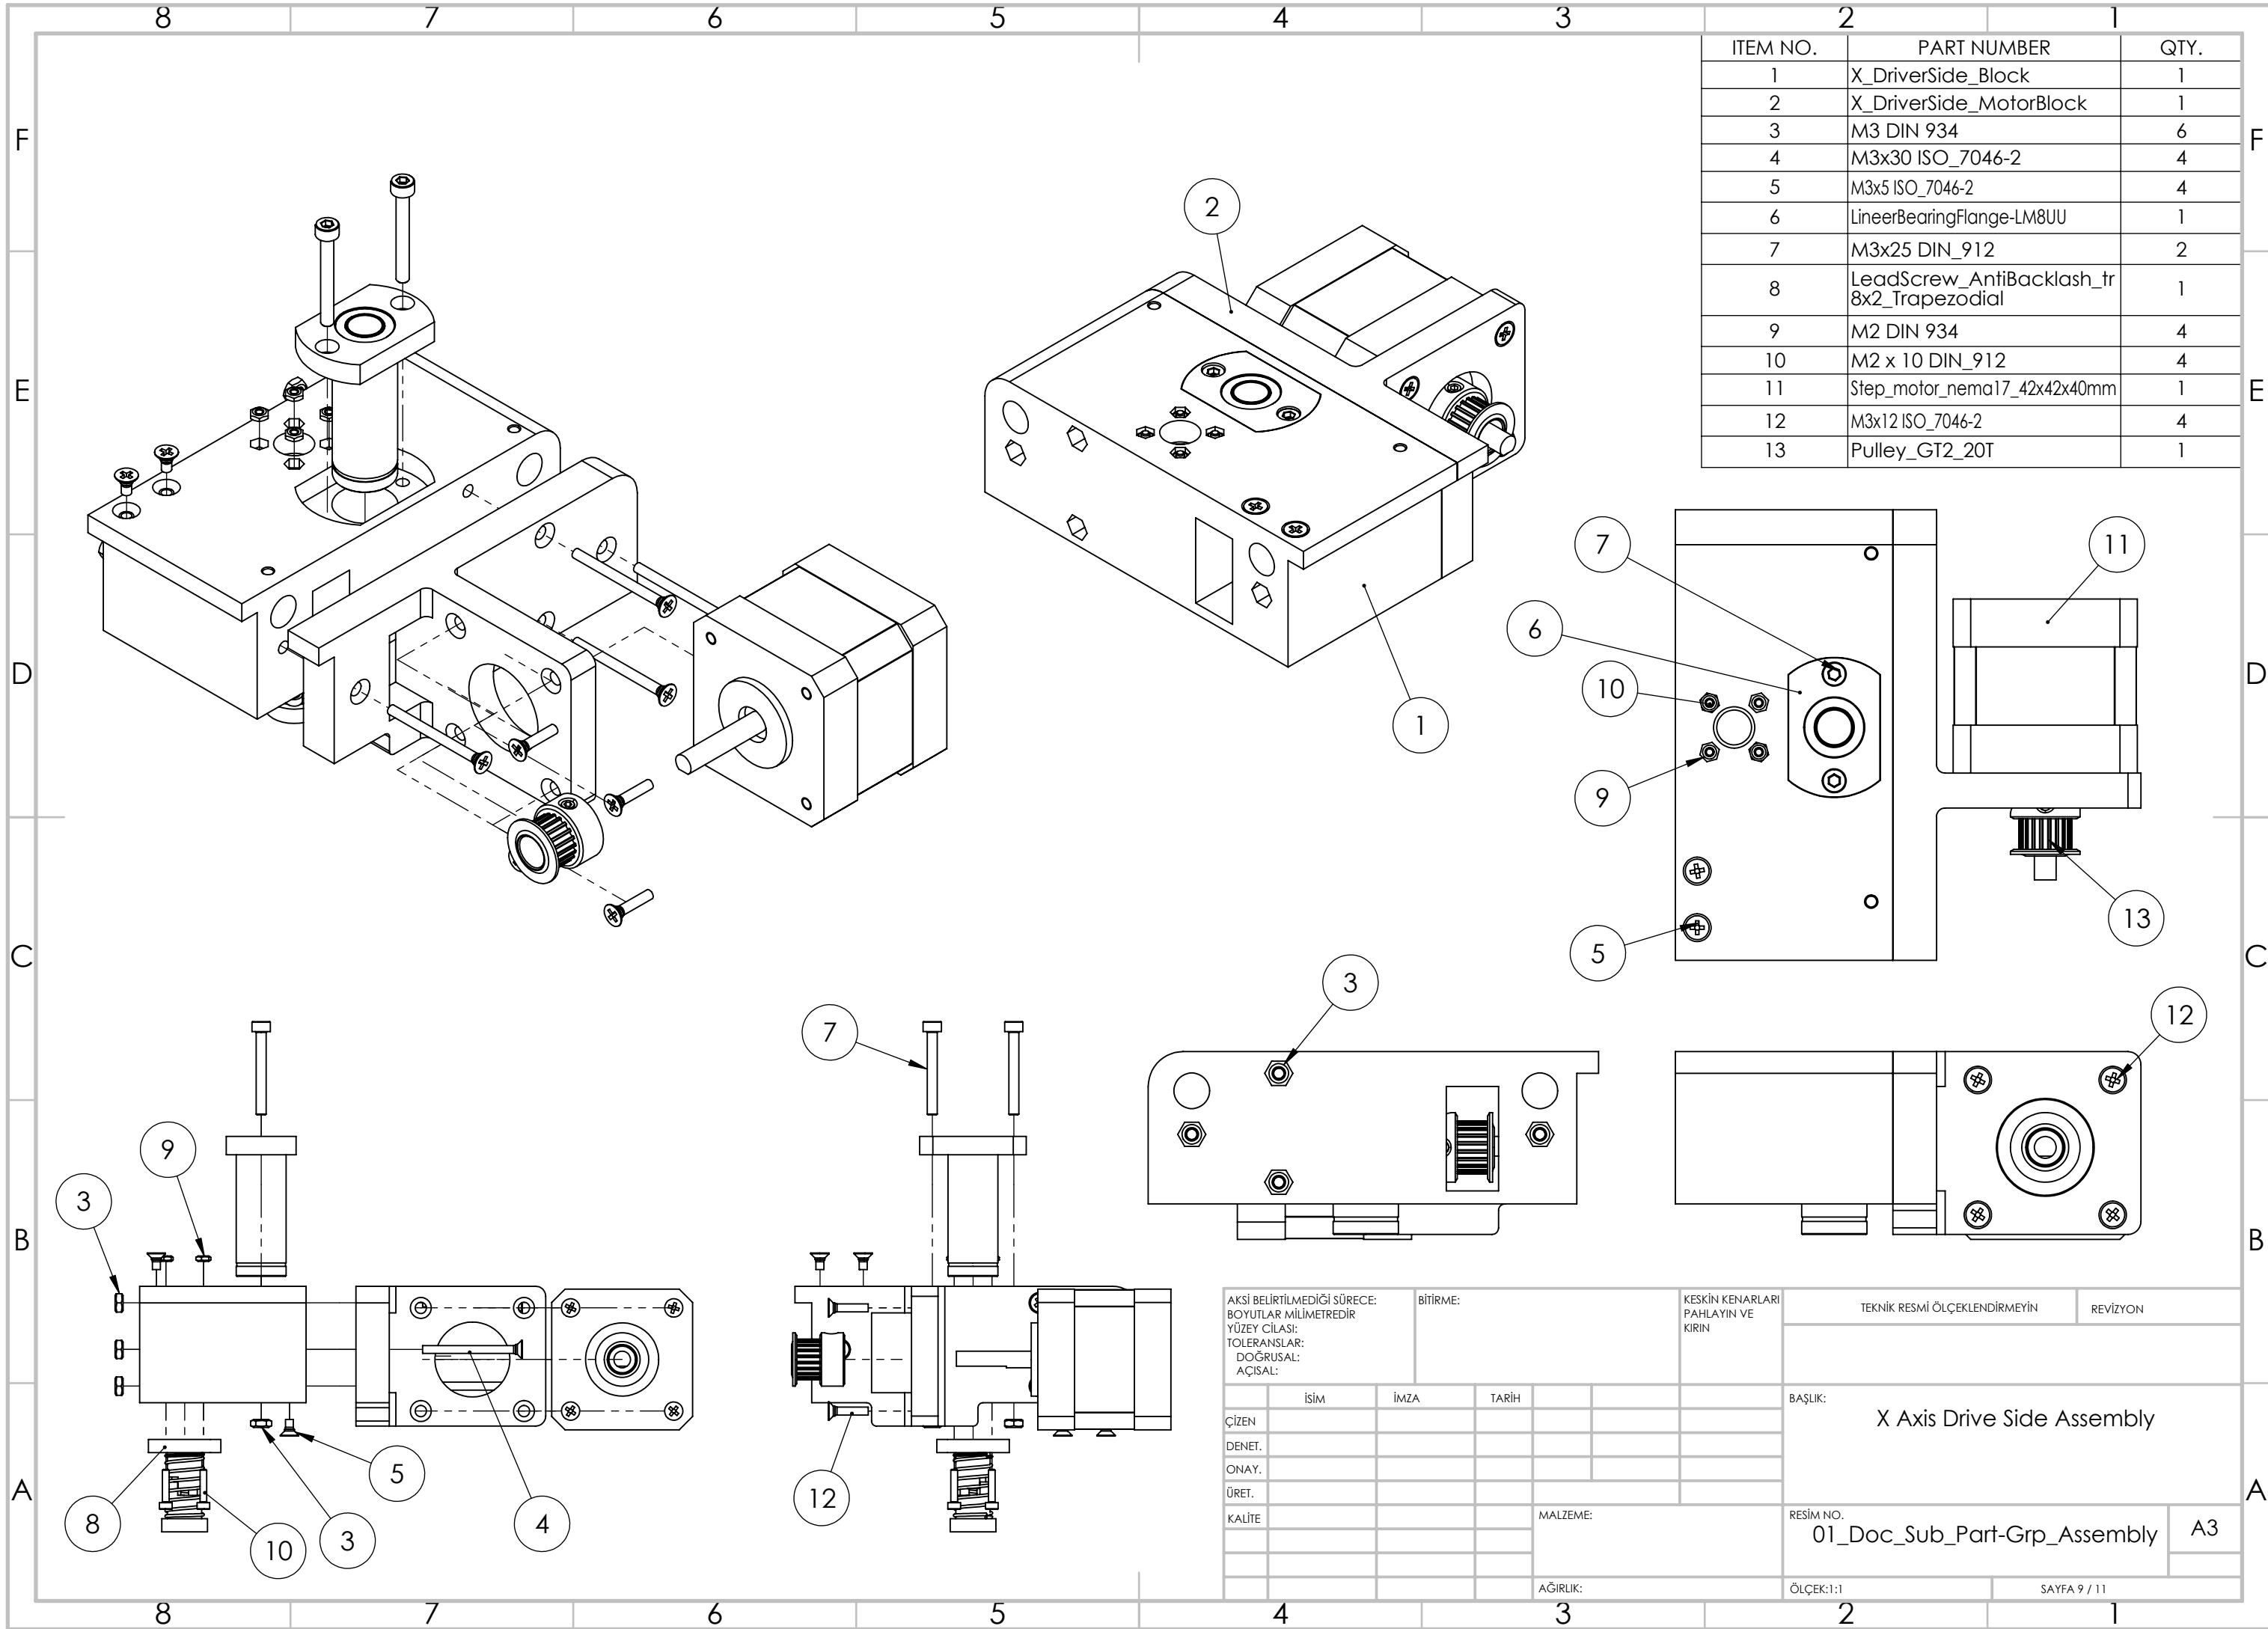 8 7 6 5 4 3 2 1
ITEM NO. PART NUMBER QTY.
1 X_DriverSide_Block 1
2 X_DriverSide_MotorBlock 1
3 M3 DIN 934 6
4 M3x30 ISO_7046-2 4
5 M3x5 ISO_7046-2 4
6 LineerBearingFlange-LM8UU 1
7 M3x25 DIN_912 2
8 LeadScrew_AntiBacklash_tr
8x2_Trapezodial 1
9 M2 DIN 934 4
10 M2 x 10 DIN_912 4
11 Step_motor_nema17_42x42x40mm 1
12 M3x12 ISO_7046-2 4
13 Pulley_GT2_20T 1
F F
E E
D D
C C
B B
A A
2
1
7
11
6
10
9
13
5
3
12
7
9
3
12
5
8
10
3
4
AKSİ BELİRTİLMEDİĞİ SÜRECE:
BOYUTLAR MİLİMETREDİR
YÜZEY CİLASI:
TOLERANSLAR:
DOĞRUSAL:
AÇISAL:
BİTİRME:
KESKİN KENARLARI
PAHLAYIN VE
KIRIN
TEKNİK RESMİ ÖLÇEKLENDİRMEYİN
REVİZYON
İSİM İMZA TARİH
ÇİZEN
DENET.
ONAY.
ÜRET.
KALİTE
MALZEME:
AĞIRLIK:
BAŞLIK:
X Axis Drive Side Assembly
RESİM NO.
01_Doc_Sub_Part-Grp_Assembly
A3
ÖLÇEK:1:1
SAYFA 9 / 11
8 7 6 5 4 3 2 1